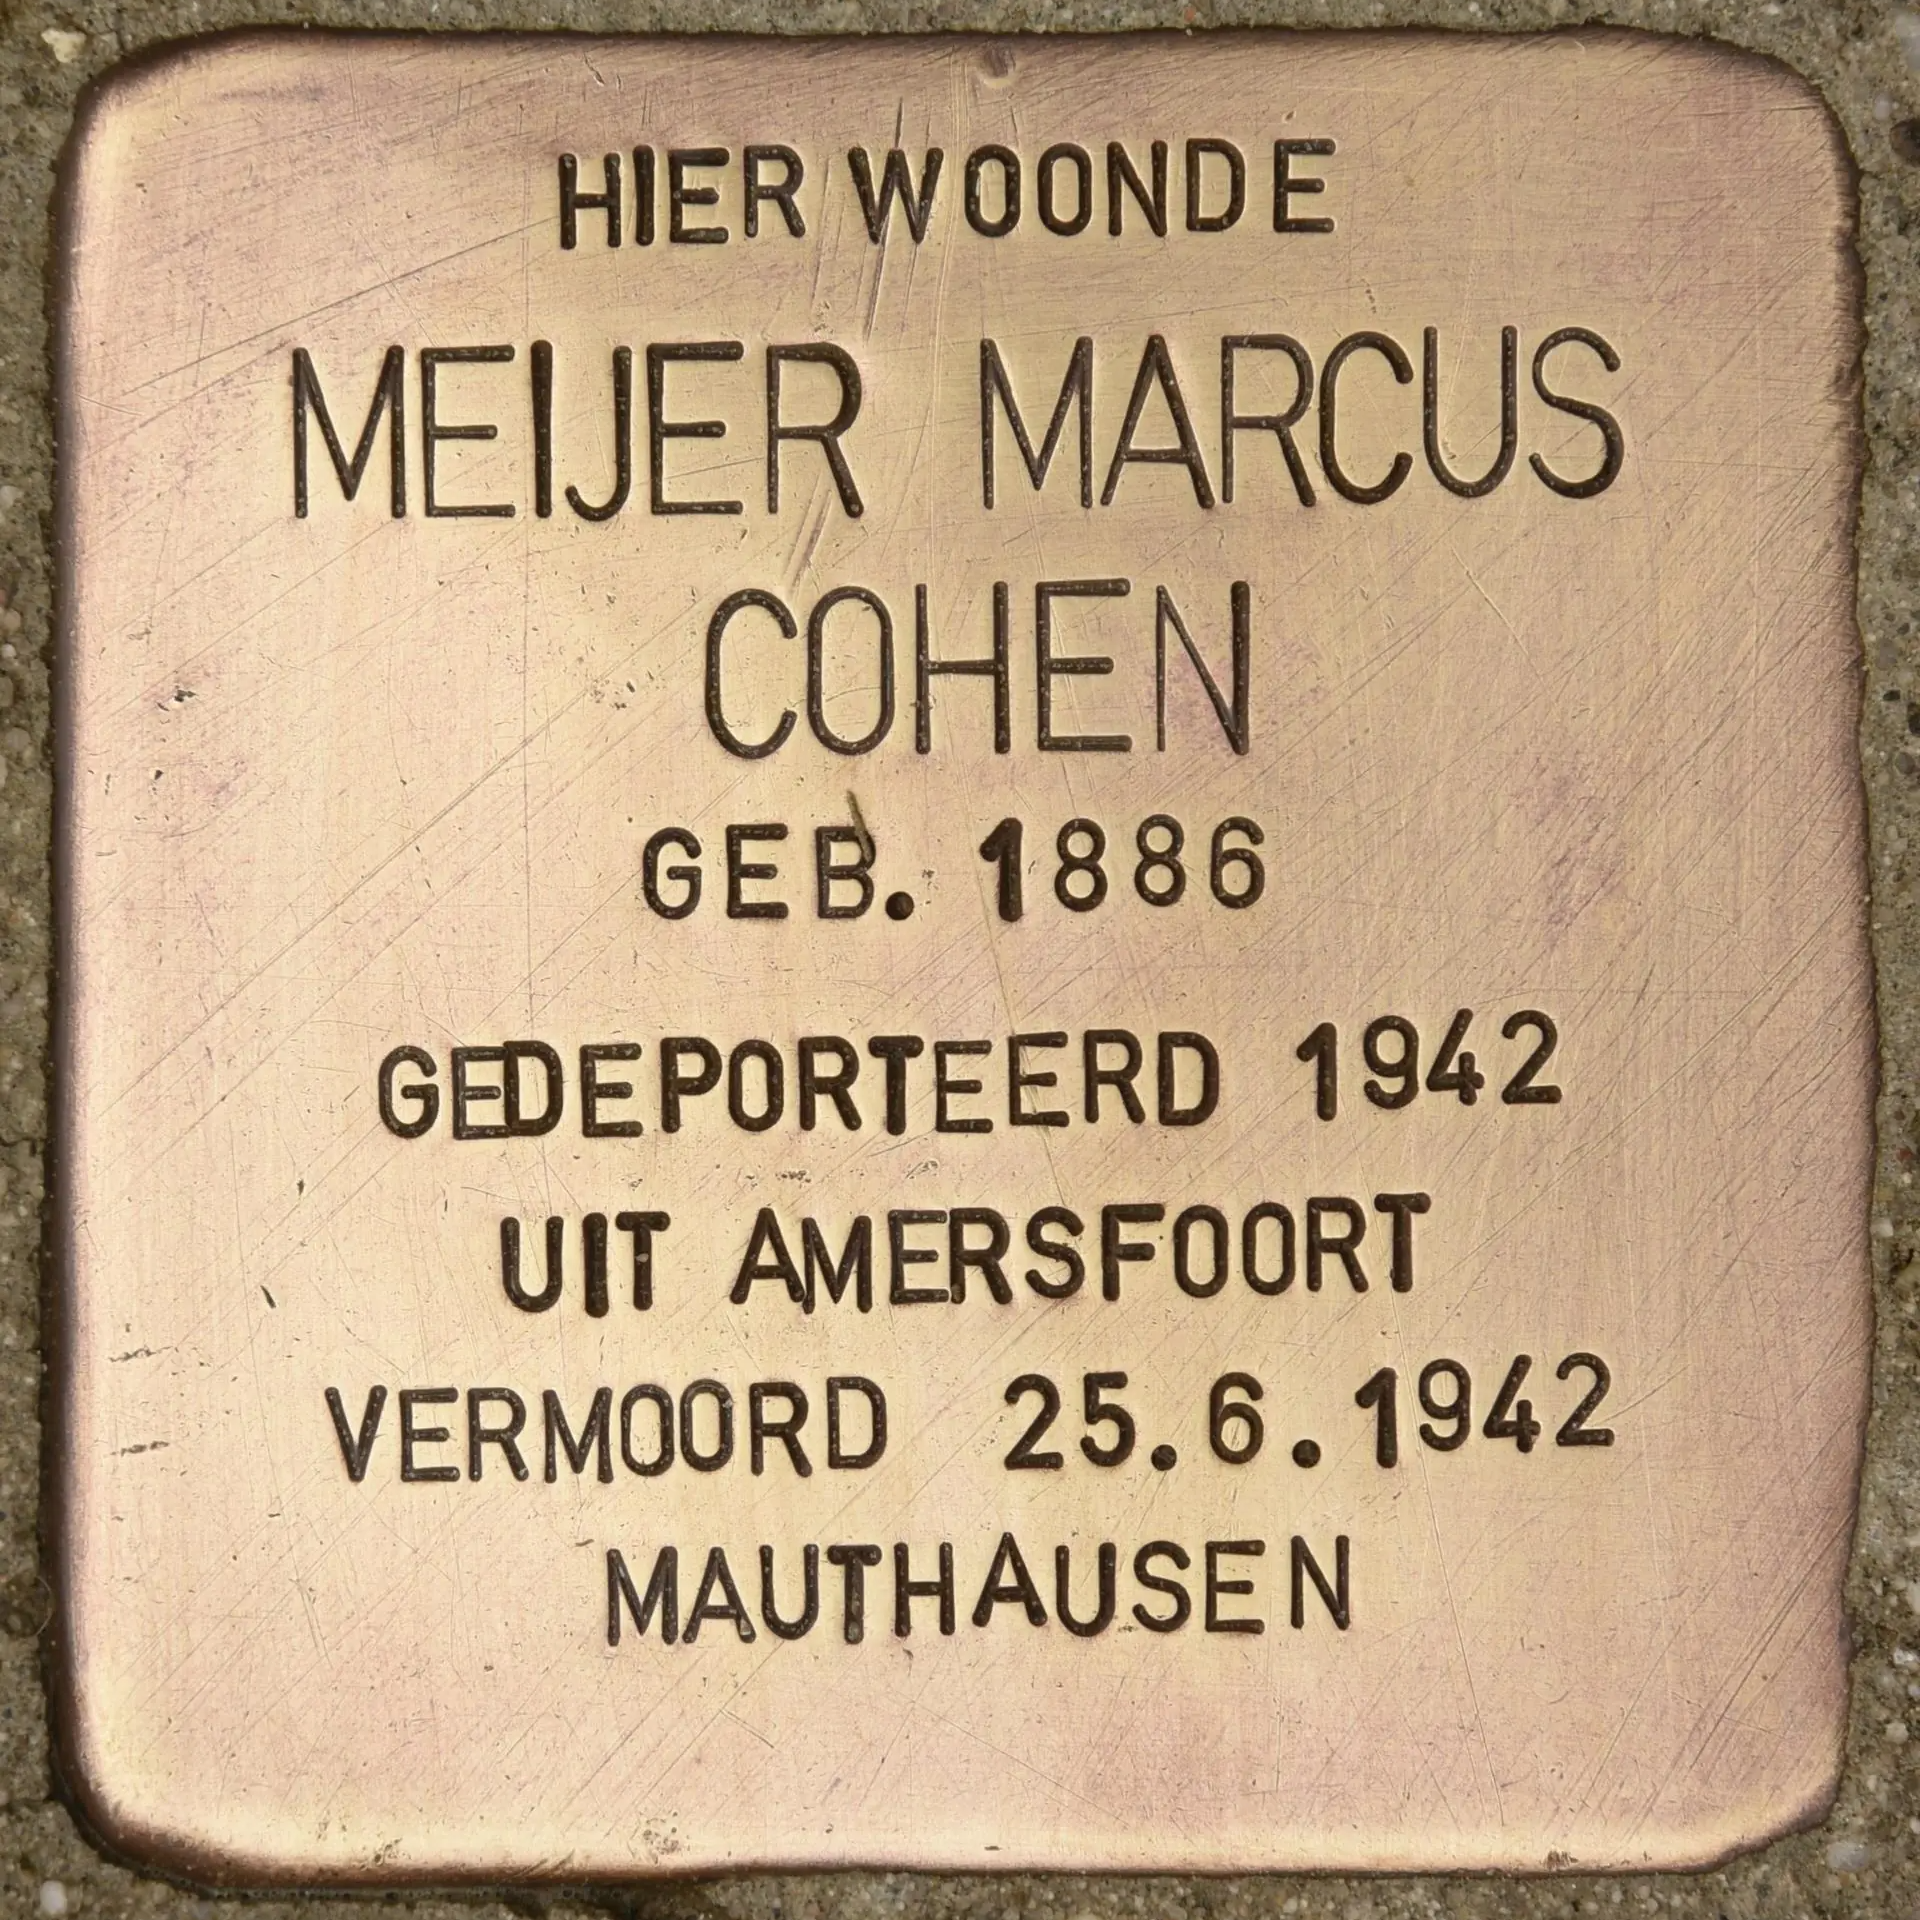 HIER WOONDE
MEIJER MARCUS
COHEN
GEB. 1886
GEDEPORTEERD 1942
UIT AMERSFOORT
VERMOORD 25.6.1942
MAUTHAUSEN